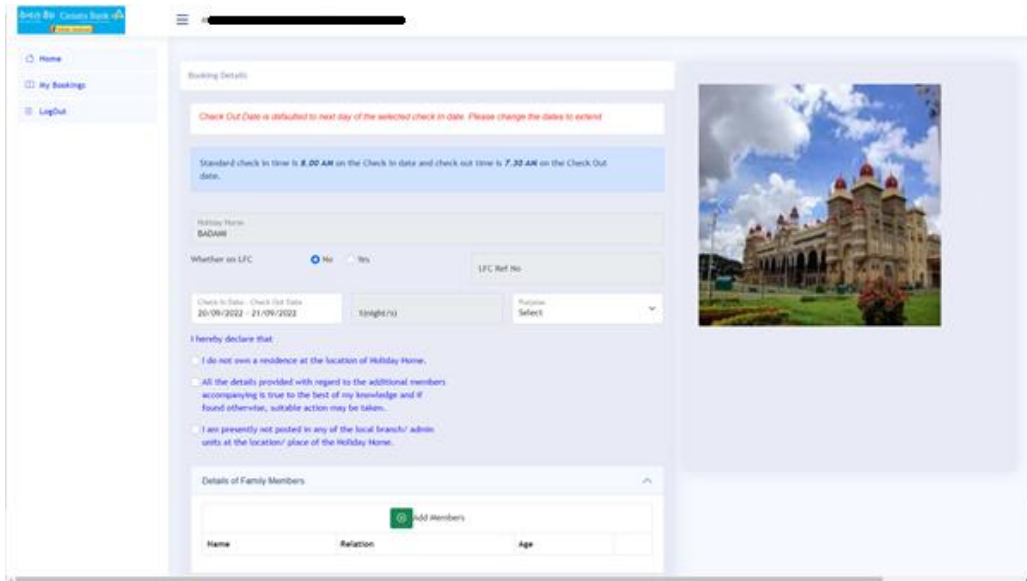 Canara Bank
Home
My Bookings
LogOut
Booking Details
Check Out Date is defaulted to next day of the selected check in date. Please change the dates to extend
Standard check in time is 8.00 AM on the Check In date and check out time is 7.30 AM on the Check Out
date.
Holiday Home
BADAMI
Whether on LFC No Yes
LFC Ref No
Check In Date - Check Out Date
20/09/2022 - 21/09/2022
1(night/s)
Purpose
Select
I hereby declare that
I do not own a residence at the location of Holiday Home.
All the details provided with regard to the additional members
accompanying is true to the best of my knowledge and if
found otherwise, suitable action may be taken.
I am presently not posted in any of the local branch/ admin
units at the location/ place of the Holiday Home.
Details of Family Members
Add Members
Name Relation Age